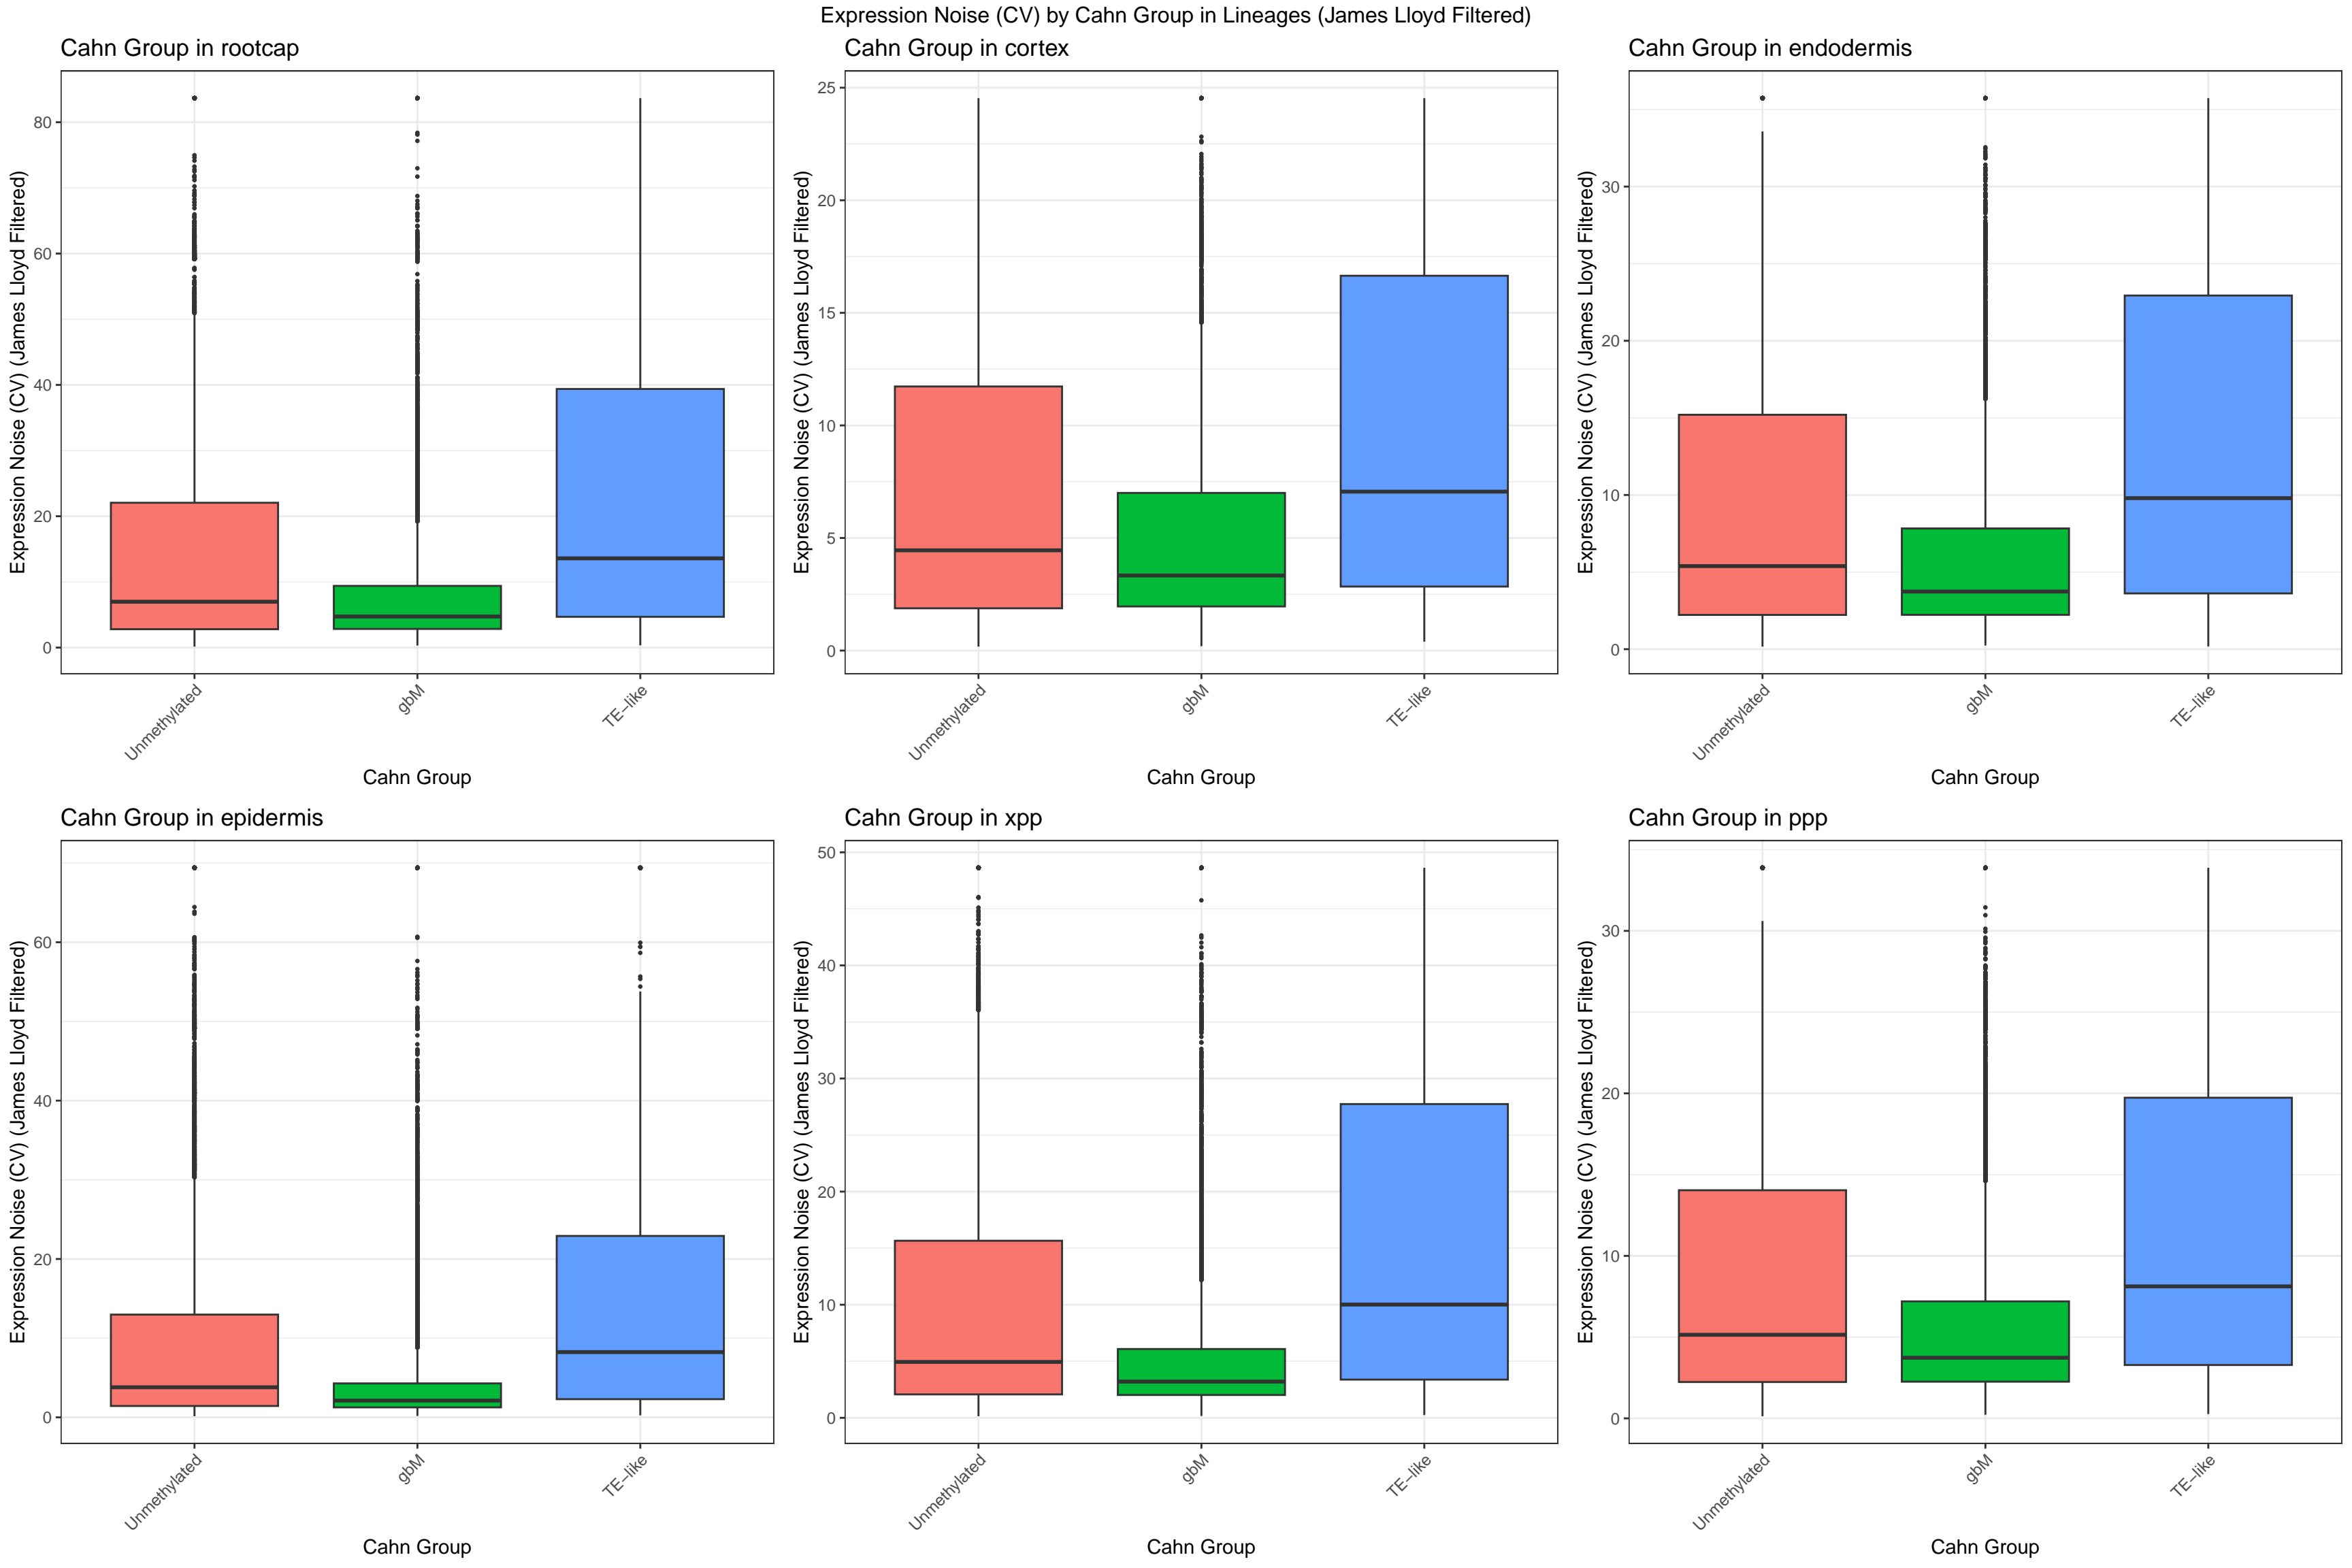 Expression Noise (CV) by Cahn Group in Lineages (James Lloyd Filtered)
Cahn Group in rootcap
Expression Noise (CV) (James Lloyd Filtered)
80
60
40
20
0
Unmethylated
gbM
TE−like
Cahn Group
Cahn Group in cortex
Expression Noise (CV) (James Lloyd Filtered)
25
20
15
10
5
0
Unmethylated
gbM
TE−like
Cahn Group
Cahn Group in endodermis
Expression Noise (CV) (James Lloyd Filtered)
30
20
10
0
Unmethylated
gbM
TE−like
Cahn Group
Cahn Group in epidermis
Expression Noise (CV) (James Lloyd Filtered)
60
40
20
0
Unmethylated
gbM
TE−like
Cahn Group
Cahn Group in xpp
Expression Noise (CV) (James Lloyd Filtered)
50
40
30
20
10
0
Unmethylated
gbM
TE−like
Cahn Group
Cahn Group in ppp
Expression Noise (CV) (James Lloyd Filtered)
30
20
10
0
Unmethylated
gbM
TE−like
Cahn Group